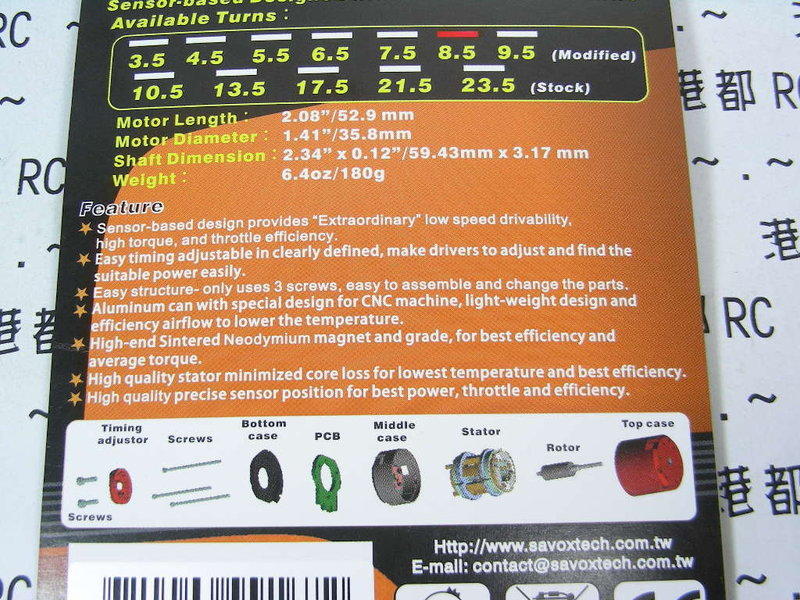 Sensor-based Design
Available Turns :
3.5 4.5 5.5 6.5 7.5 8.5 9.5 (Modified)
10.5 13.5 17.5 21.5 23.5 (Stock)
Motor Length : 2.08"/52.9 mm
Motor Diameter : 1.41"/35.8mm
Shaft Dimension : 2.34" x 0.12"/59.43mm x 3.17 mm
Weight : 6.4oz/180g
Feature
★ Sensor-based design provides "Extraordinary" low speed drivability,
high torque, and throttle efficiency.
★ Easy timing adjustable in clearly defined, make drivers to adjust and find the
suitable power easily.
★ Easy structure- only uses 3 screws, easy to assemble and change the parts.
★ Aluminum can with special design for CNC machine, light-weight design and
efficiency airflow to lower the temperature.
★ High-end Sintered Neodymium magnet and grade, for best efficiency and
average torque.
★ High quality stator minimized core loss for lowest temperature and best efficiency.
★ High quality precise sensor position for best power, throttle and efficiency.
Timing
adjustor
Screws
Bottom
case
PCB
Middle
case
Stator
Rotor
Top case
Screws
Http://www.savoxtech.com.tw
E-mall: contact@savoxtech.com.tw
RC
港都 RC
RC
港
RC
港都
港都
RC